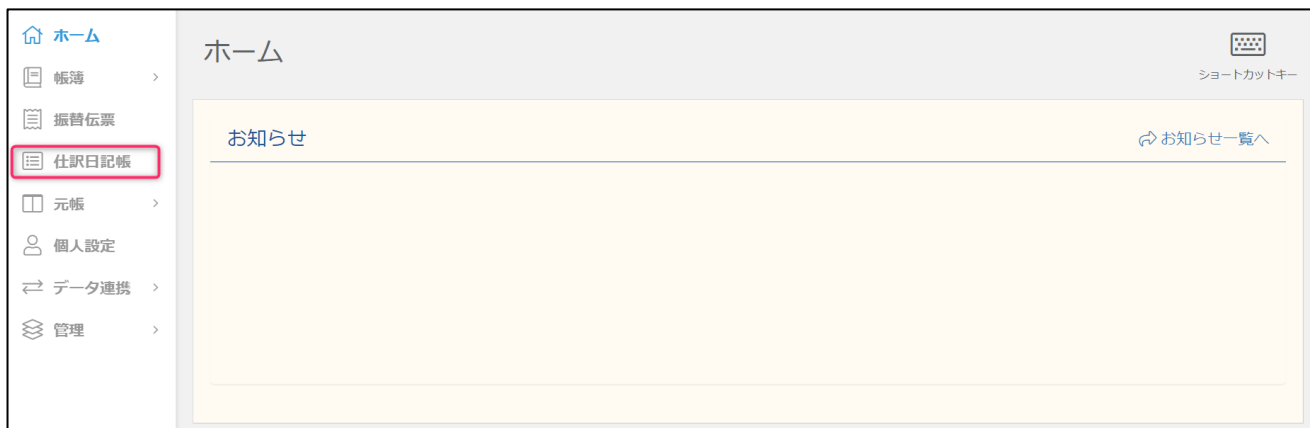 ホーム
帳簿
振替伝票
仕訳日記帳
元帳
個人設定
データ連携
管理
ホーム
ショートカットキー
お知らせ
お知らせ一覧へ